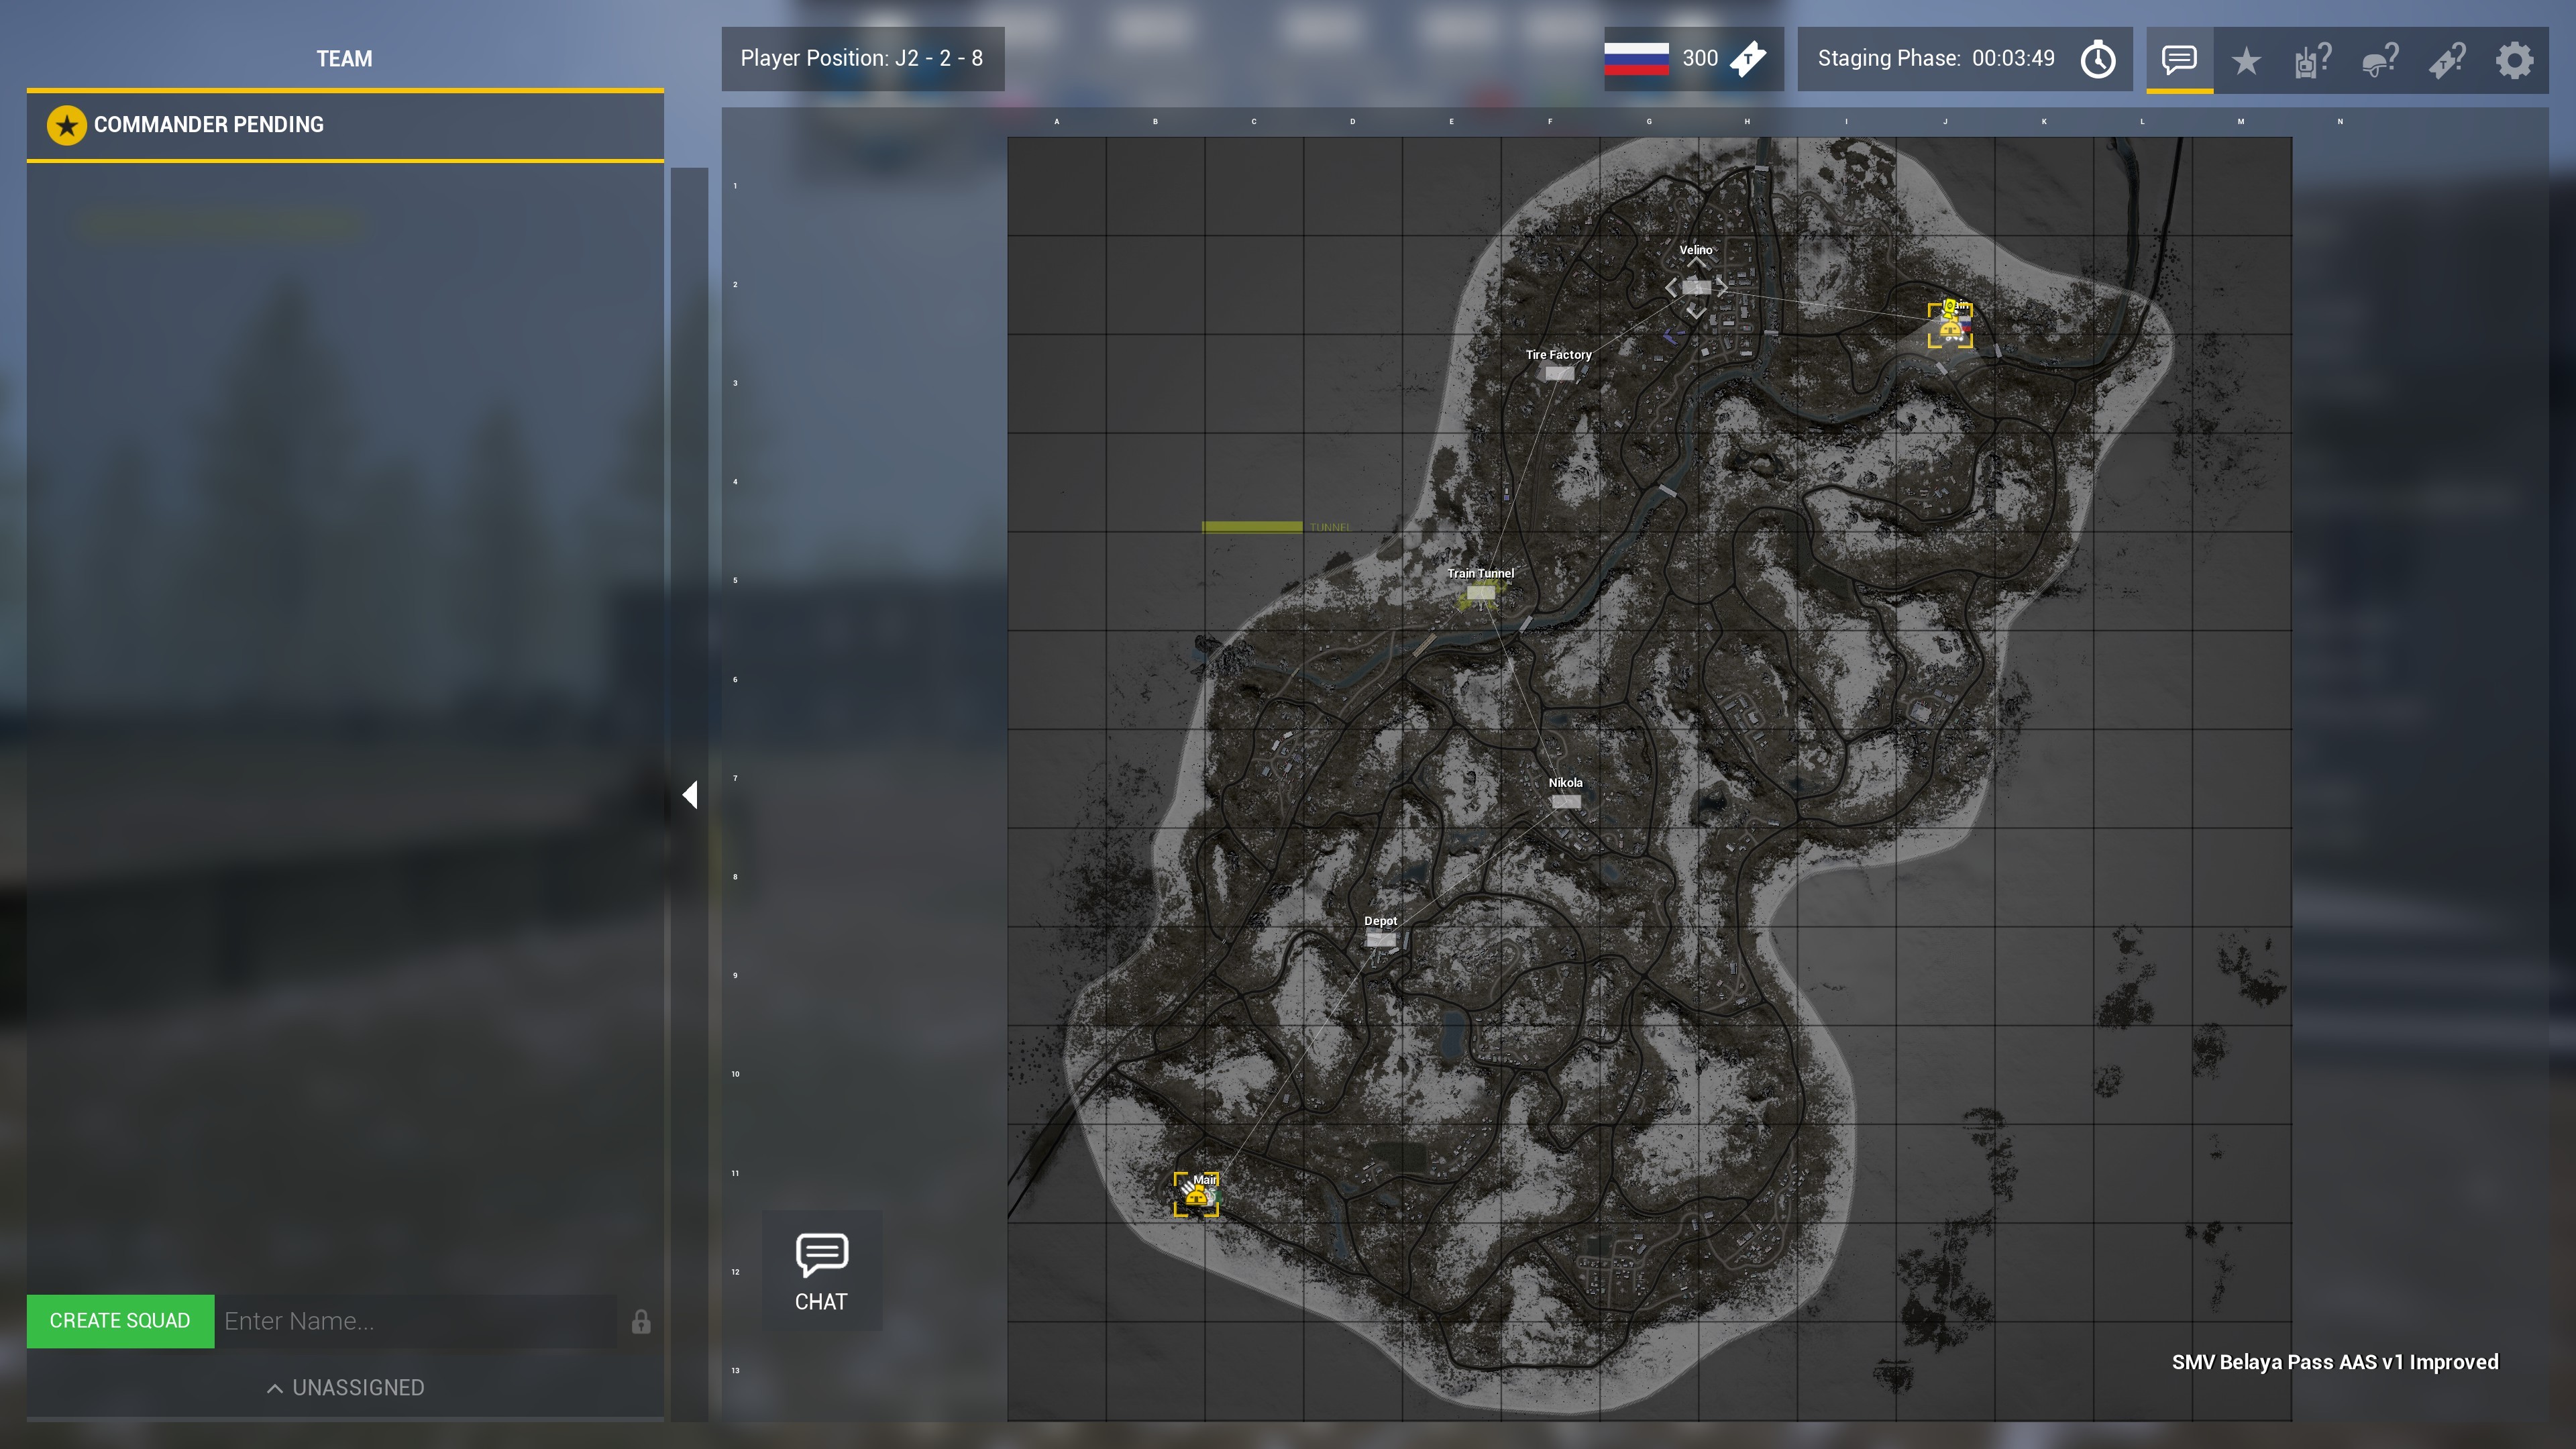 TEAM
COMMANDER PENDING
Player Position: J2 - 2 - 8
300
Staging Phase: 00:03:49
A B C D E F G H I J K L M N
1
2
3
4
5
6
7
8
9
10
11
12
13
Velino
Main
Tire Factory
TUNNEL
Train Tunnel
Nikola
Depot
Main
CHAT
CREATE SQUAD
Enter Name...
UNASSIGNED
SMV Belaya Pass AAS v1 Improved